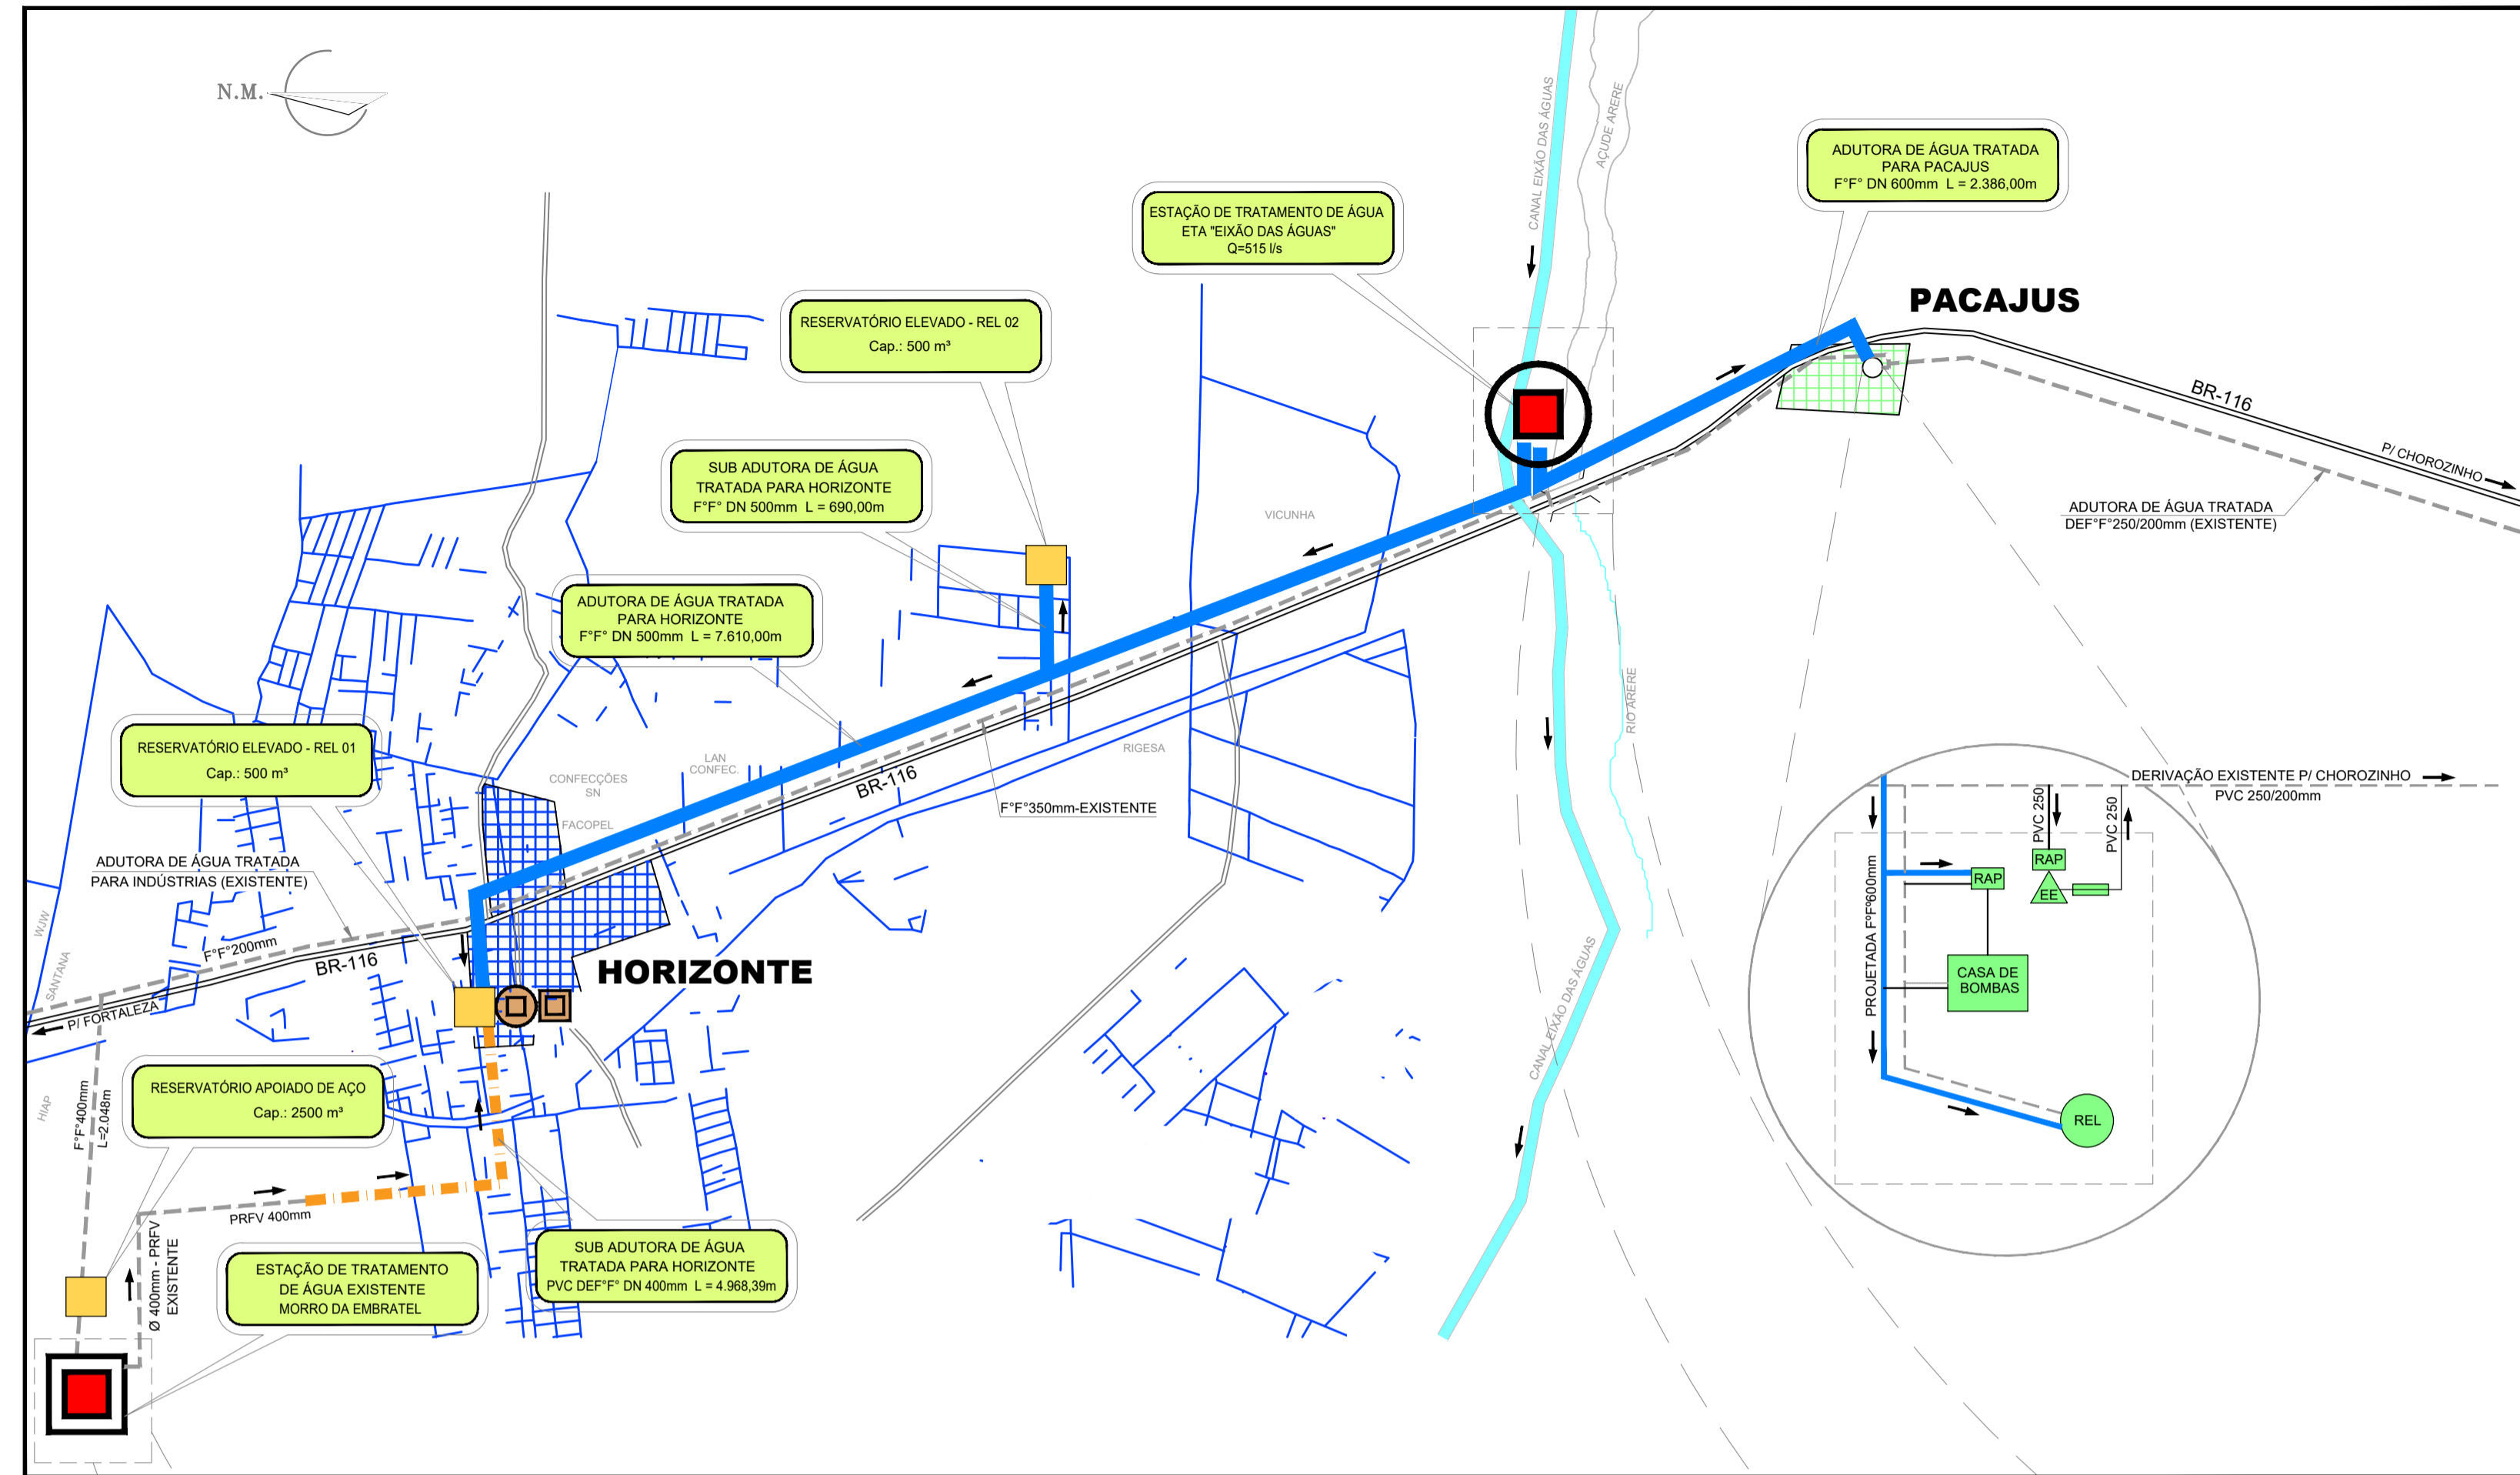 N.M.
CANAL EIXÃO DAS ÁGUAS
AÇUDE ARERE
ADUTORA DE ÁGUA TRATADA
PARA PACAJUS
F°F° DN 600mm L = 2.386,00m
ESTAÇÃO DE TRATAMENTO DE ÁGUA
ETA "EIXÃO DAS ÁGUAS"
Q=515 l/s
PACAJUS
RESERVATÓRIO ELEVADO - REL 02
Cap.: 500 m³
BR-116
P/ CHOROZINHO
SUB ADUTORA DE ÁGUA
TRATADA PARA HORIZONTE
F°F° DN 500mm L = 690,00m
VICUNHA
ADUTORA DE ÁGUA TRATADA
DEF°F°250/200mm (EXISTENTE)
ADUTORA DE ÁGUA TRATADA
PARA HORIZONTE
F°F° DN 500mm L = 7.610,00m
RIO ARERE
RESERVATÓRIO ELEVADO - REL 01
Cap.: 500 m³
CONFECÇÕES
SN
LAN
CONFEC.
RIGESA
BR-116
F°F°350mm-EXISTENTE
FACOPEL
DERIVAÇÃO EXISTENTE P/ CHOROZINHO
PVC 250/200mm
PVC 250
PVC 250
RAP
RAP
EE
PROJETADA F°F°600mm
CASA DE
BOMBAS
REL
ADUTORA DE ÁGUA TRATADA
PARA INDÚSTRIAS (EXISTENTE)
WJW
SANTANA
F°F°200mm
BR-116
HORIZONTE
P/ FORTALEZA
CANAL EIXÃO DAS ÁGUAS
HIAP
F°F°400mm
L=2.048m
RESERVATÓRIO APOIADO DE AÇO
Cap.: 2500 m³
PRFV 400mm
Ø 400mm - PRFV
EXISTENTE
ESTAÇÃO DE TRATAMENTO
DE ÁGUA EXISTENTE
MORRO DA EMBRATEL
SUB ADUTORA DE ÁGUA
TRATADA PARA HORIZONTE
PVC DEF°F° DN 400mm L = 4.968,39m